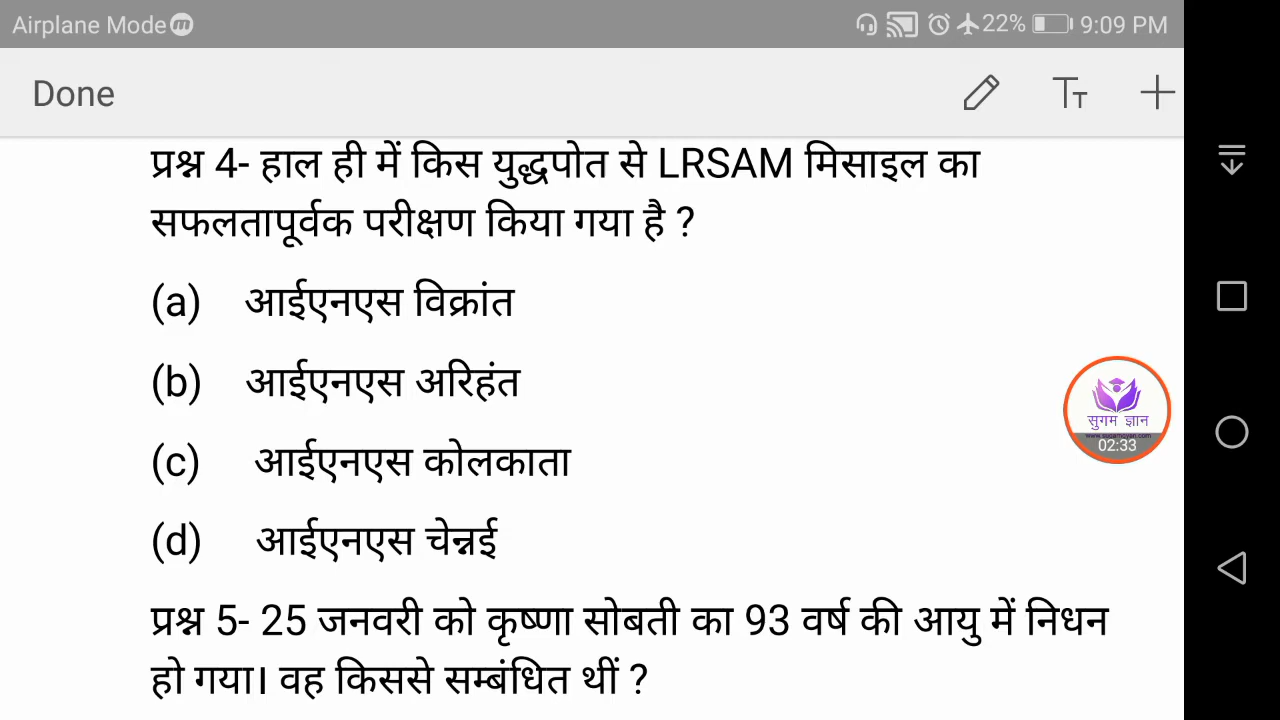 Airplane Mode 22% 9:09 PM
Done Tт +
प्रश्न 4- हाल ही में किस युद्धपोत से LRSAM मिसाइल का
सफलतापूर्वक परीक्षण किया गया है ?
(a) आईएनएस विक्रांत
(b) आईएनएस अरिहंत
(c) आईएनएस कोलकाता
सुगम ज्ञान
02:33
(d) आईएनएस चेन्नई
प्रश्न 5- 25 जनवरी को कृष्णा सोबती का 93 वर्ष की आयु में निधन
हो गया। वह किससे सम्बंधित थीं ?